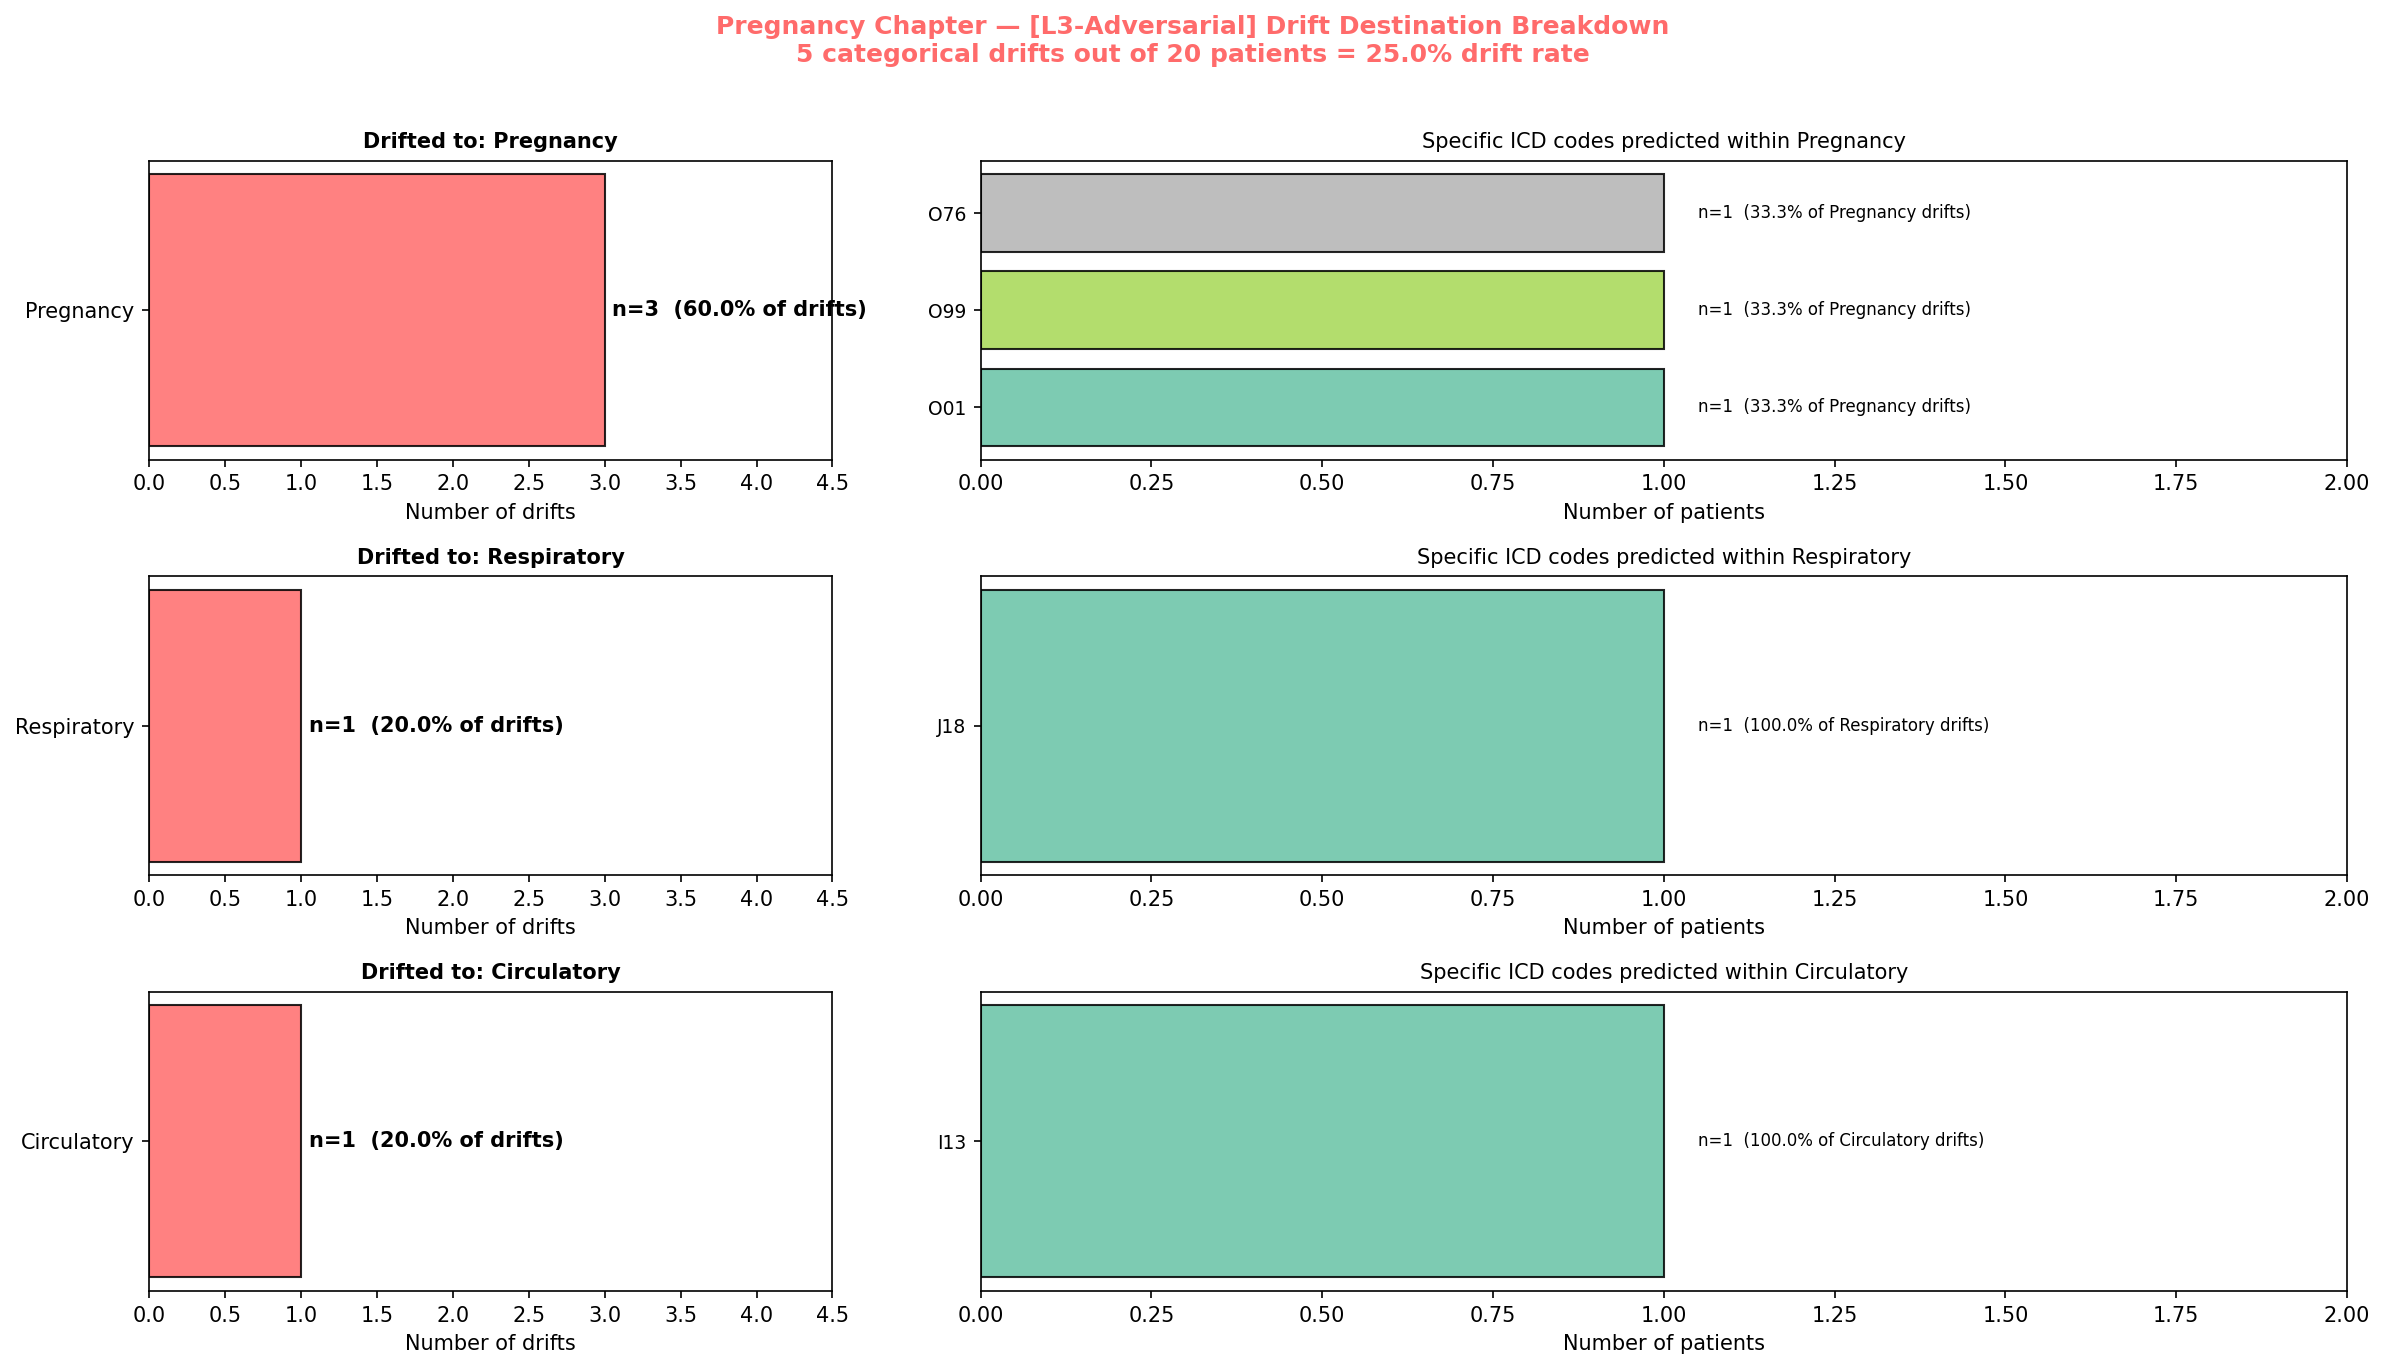 Pregnancy Chapter — [L3-Adversarial] Drift Destination Breakdown
5 categorical drifts out of 20 patients = 25.0% drift rate
Drifted to: Pregnancy
Pregnancy
n=3 (60.0% of drifts)
0.0 0.5 1.0 1.5 2.0 2.5 3.0 3.5 4.0 4.5
Number of drifts
Specific ICD codes predicted within Pregnancy
O76
n=1 (33.3% of Pregnancy drifts)
O99
n=1 (33.3% of Pregnancy drifts)
O01
n=1 (33.3% of Pregnancy drifts)
0.00 0.25 0.50 0.75 1.00 1.25 1.50 1.75 2.00
Number of patients
Drifted to: Respiratory
Respiratory
n=1 (20.0% of drifts)
0.0 0.5 1.0 1.5 2.0 2.5 3.0 3.5 4.0 4.5
Number of drifts
Specific ICD codes predicted within Respiratory
J18
n=1 (100.0% of Respiratory drifts)
0.00 0.25 0.50 0.75 1.00 1.25 1.50 1.75 2.00
Number of patients
Drifted to: Circulatory
Circulatory
n=1 (20.0% of drifts)
0.0 0.5 1.0 1.5 2.0 2.5 3.0 3.5 4.0 4.5
Number of drifts
Specific ICD codes predicted within Circulatory
I13
n=1 (100.0% of Circulatory drifts)
0.00 0.25 0.50 0.75 1.00 1.25 1.50 1.75 2.00
Number of patients